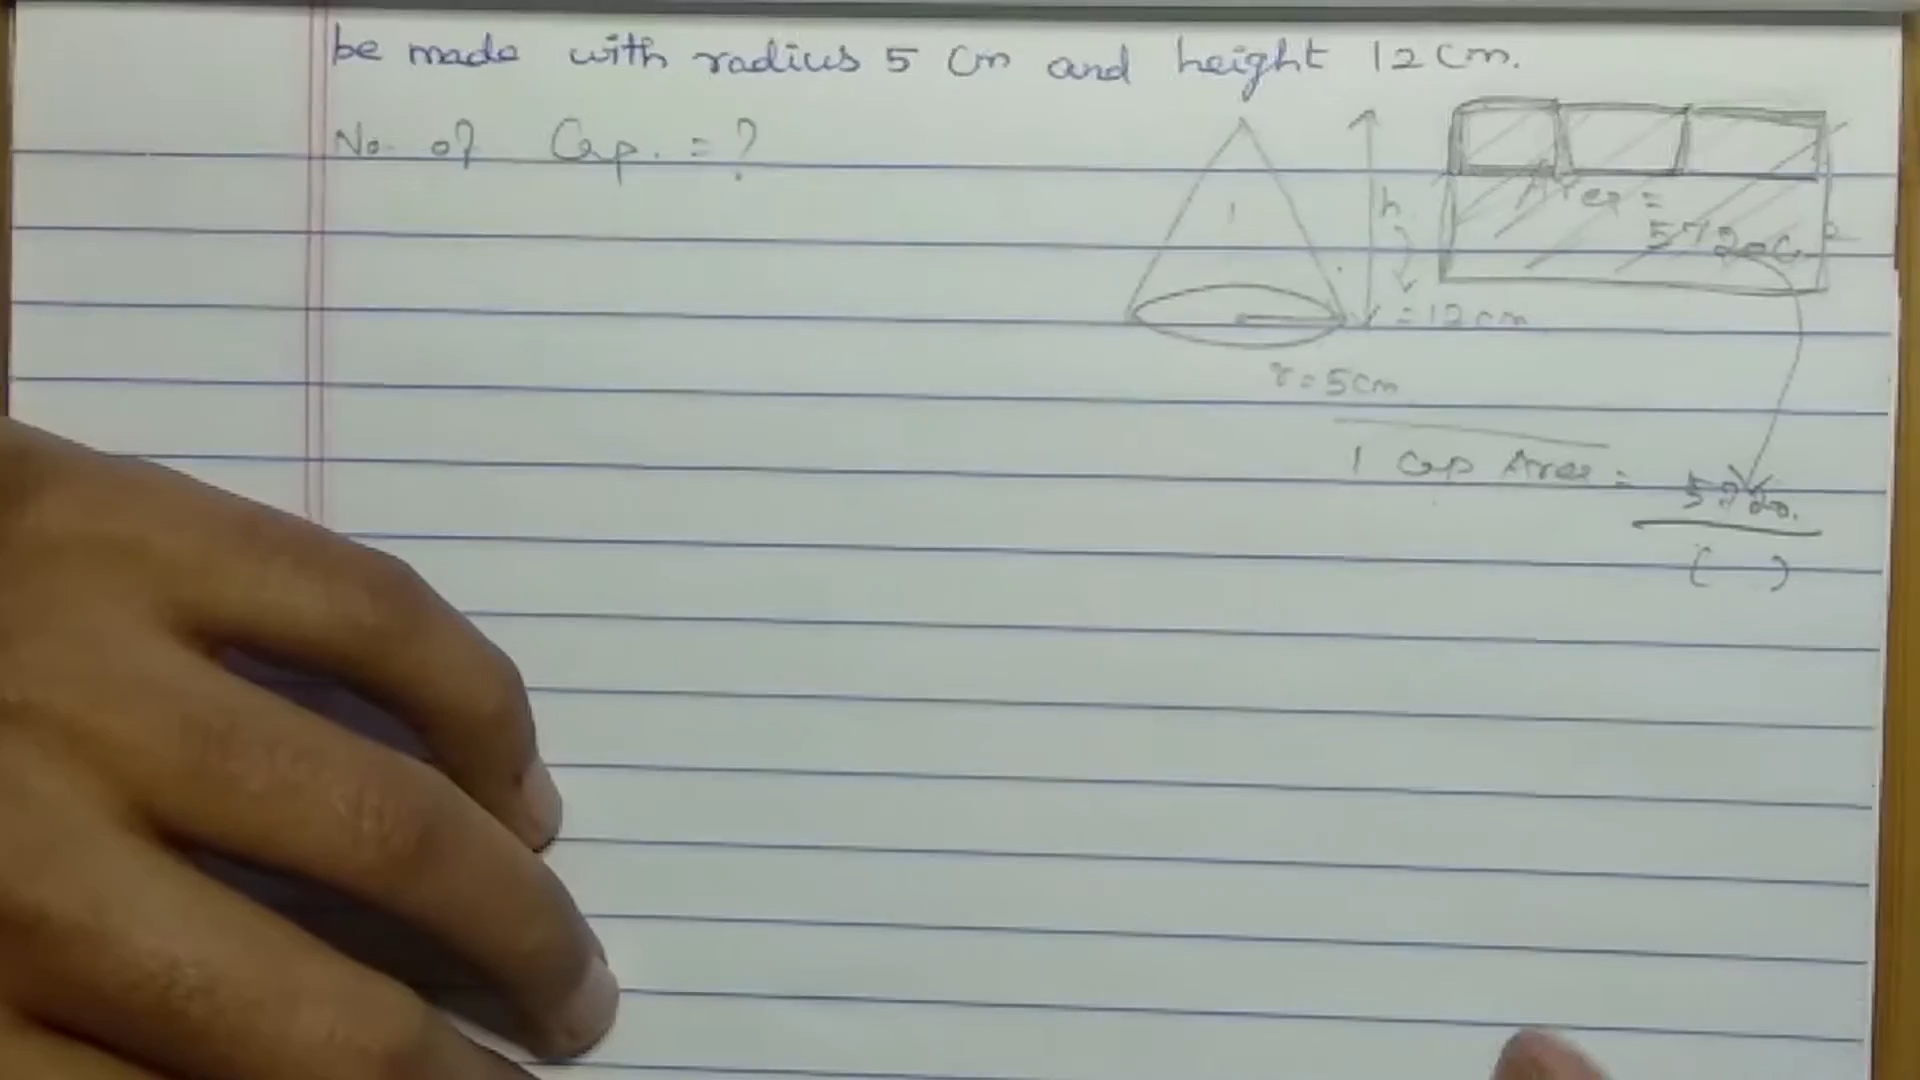 be made with radius 5 cm and height 12 cm.
No. of Cap. = ?
1
h
= 12 cm
r = 5 cm
Area =
5720 c
1 Cap Area = 5720.
( )